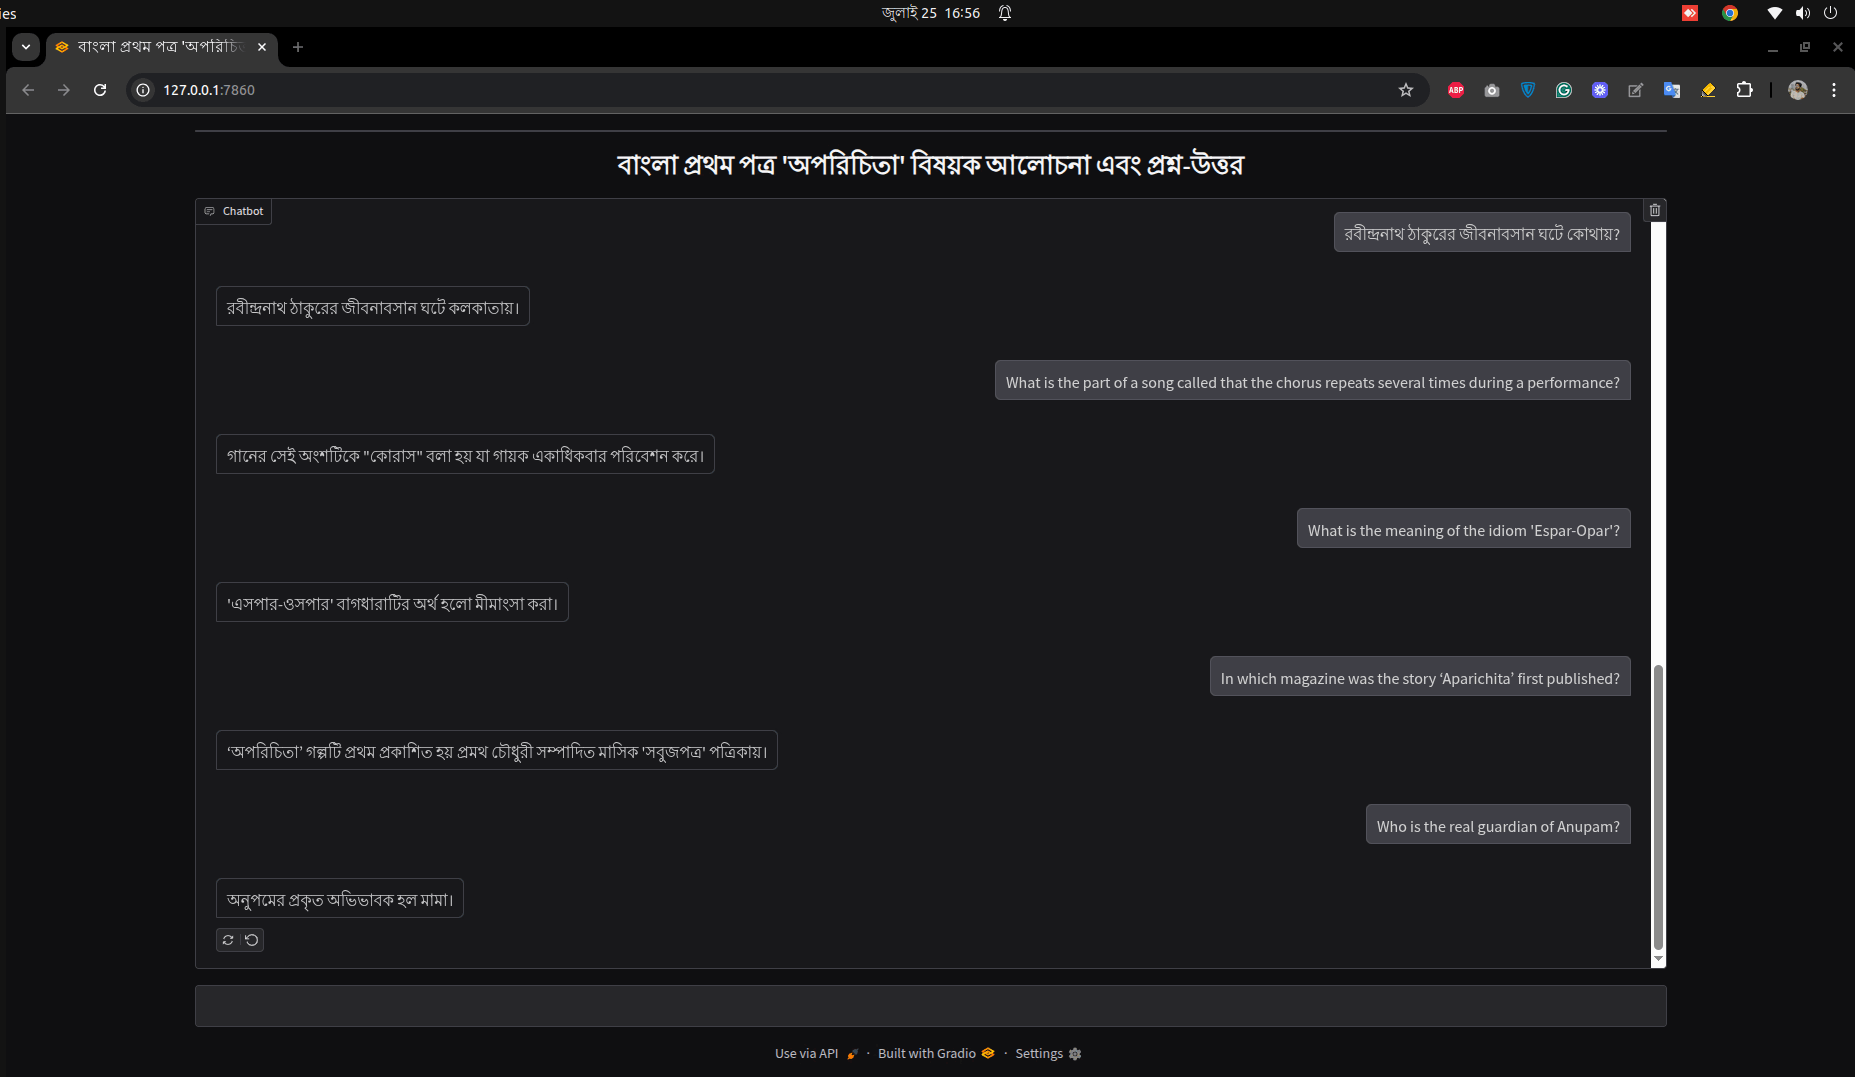 ies
জুলাই 25 16:56
বাংলা প্রথম পত্র 'অপরিচিত
127.0.0.1:7860
ABP
বাংলা প্রথম পত্র 'অপরিচিতা' বিষয়ক আলোচনা এবং প্রশ্ন-উত্তর
Chatbot
রবীন্দ্রনাথ ঠাকুরের জীবনাবসান ঘটে কোথায়?
রবীন্দ্রনাথ ঠাকুরের জীবনাবসান ঘটে কলকাতায়।
What is the part of a song called that the chorus repeats several times during a performance?
গানের সেই অংশটিকে "কোরাস" বলা হয় যা গায়ক একাধিকবার পরিবেশন করে।
What is the meaning of the idiom 'Espar-Opar'?
'এসপার-ওসপার' বাগধারাটির অর্থ হলো মীমাংসা করা।
In which magazine was the story ‘Aparichita’ first published?
‘অপরিচিতা’ গল্পটি প্রথম প্রকাশিত হয় প্রমথ চৌধুরী সম্পাদিত মাসিক 'সবুজপত্র' পত্রিকায়।
Who is the real guardian of Anupam?
অনুপমের প্রকৃত অভিভাবক হল মামা।
Use via API · Built with Gradio · Settings